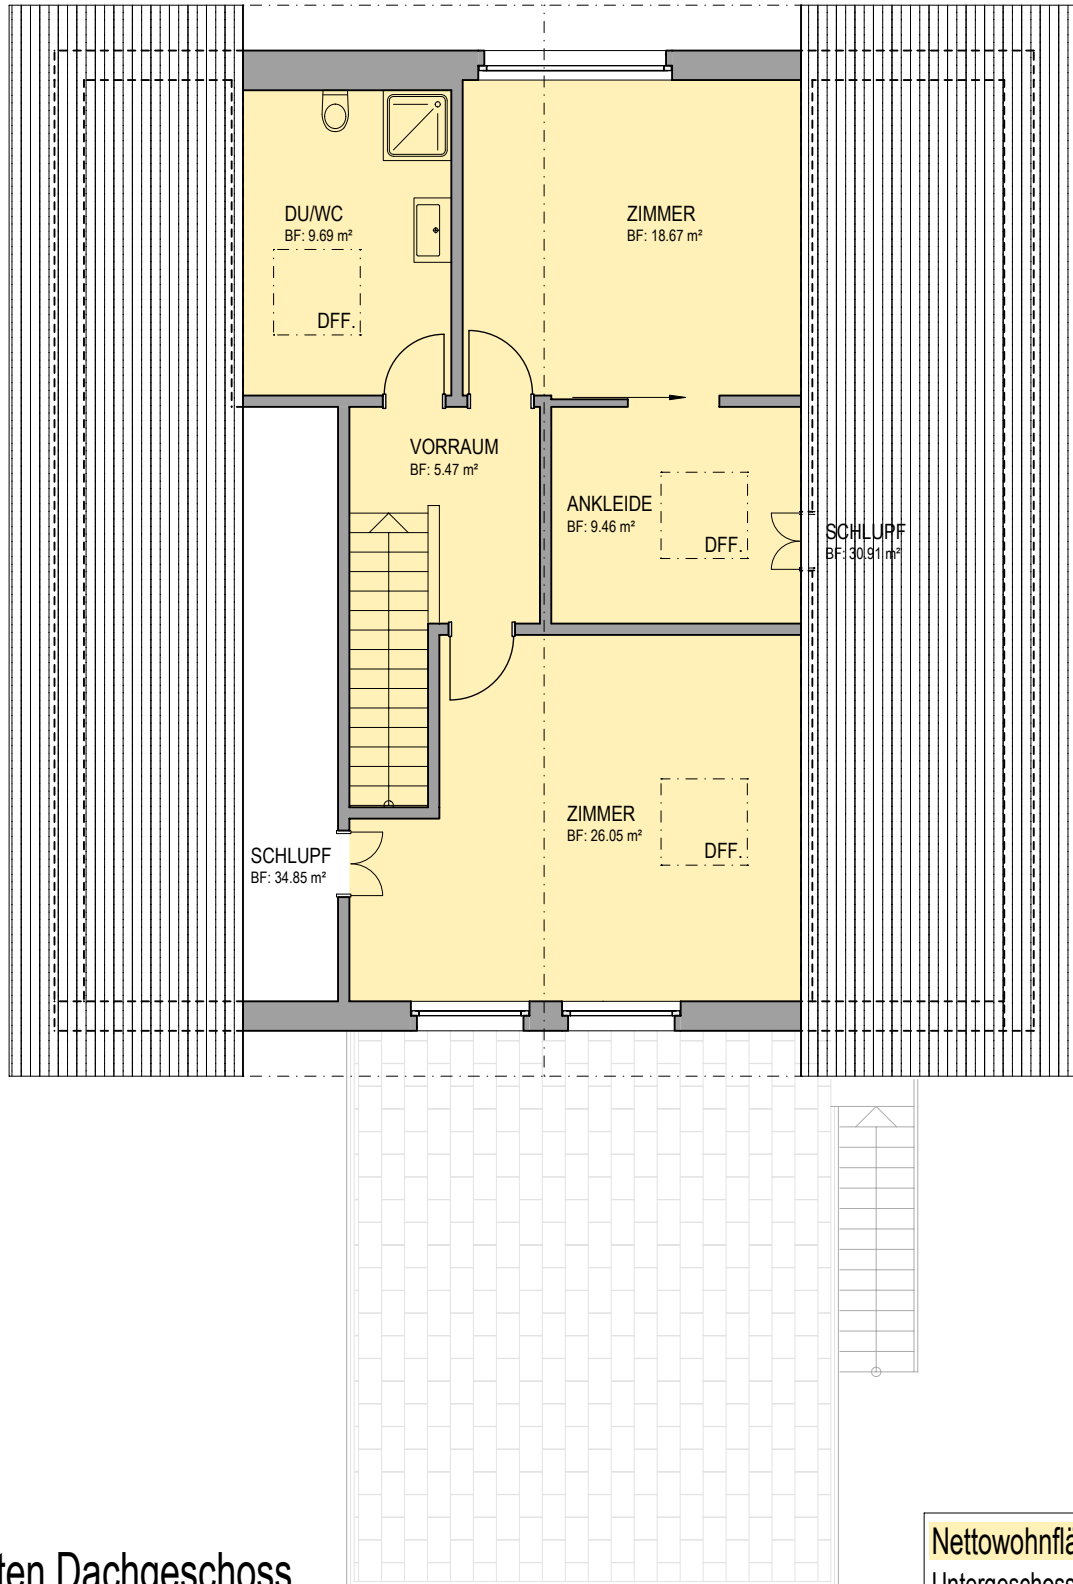 DU/WC
BF: 9.69 m²
DFF.
ZIMMER
BF: 18.67 m²
VORRAUM
BF: 5.47 m²
ANKLEIDE
BF: 9.46 m²
DFF.
SCHLUPF
BF: 30.91 m²
ZIMMER
BF: 26.05 m²
DFF.
SCHLUPF
BF: 34.85 m²
Dachgeschoss
Untergeschoss